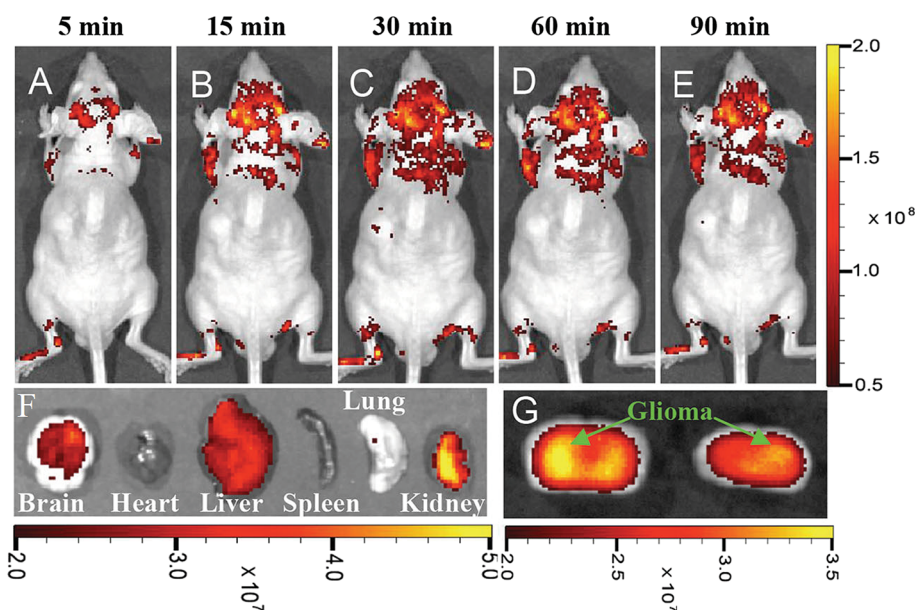 5 min 15 min 30 min 60 min 90 min
A B C D E
2.0
1.5
x 10⁸
1.0
0.5
F Lung G Glioma
Brain Heart Liver Spleen Kidney
2.0 3.0 4.0 5.0
x 10⁷
2.0 2.5 3.0 3.5
x 10⁷